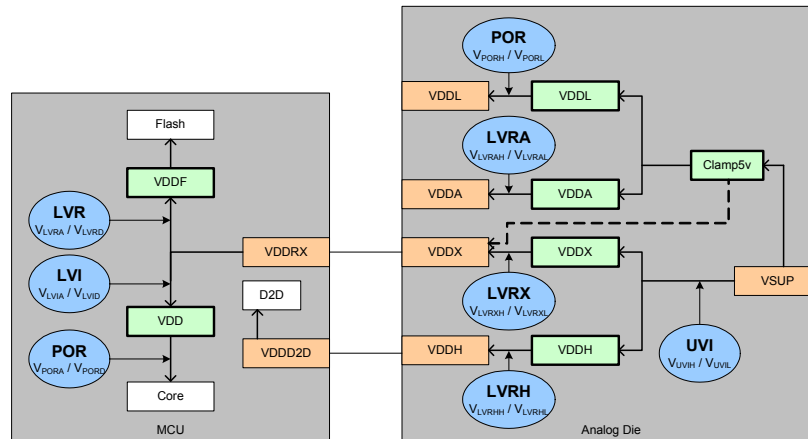 POR
VPORH / VPORL
VDDL
VDDL
Flash
LVRA
VLVRAH / VLVRAL
Clamp5v
VDDF
VDDA
VDDA
LVR
VLVRA / VLVRD
VDDRX
VDDX
VDDX
LVI
VLVIA / VLVID
D2D
VSUP
LVRX
VLVRXH / VLVRXL
VDD
POR
VPORA / VPORD
VDDD2D
VDDH
VDDH
UVI
VUVIH / VUVIL
Core
LVRH
VLVRHH / VLVRHL
MCU
Analog Die